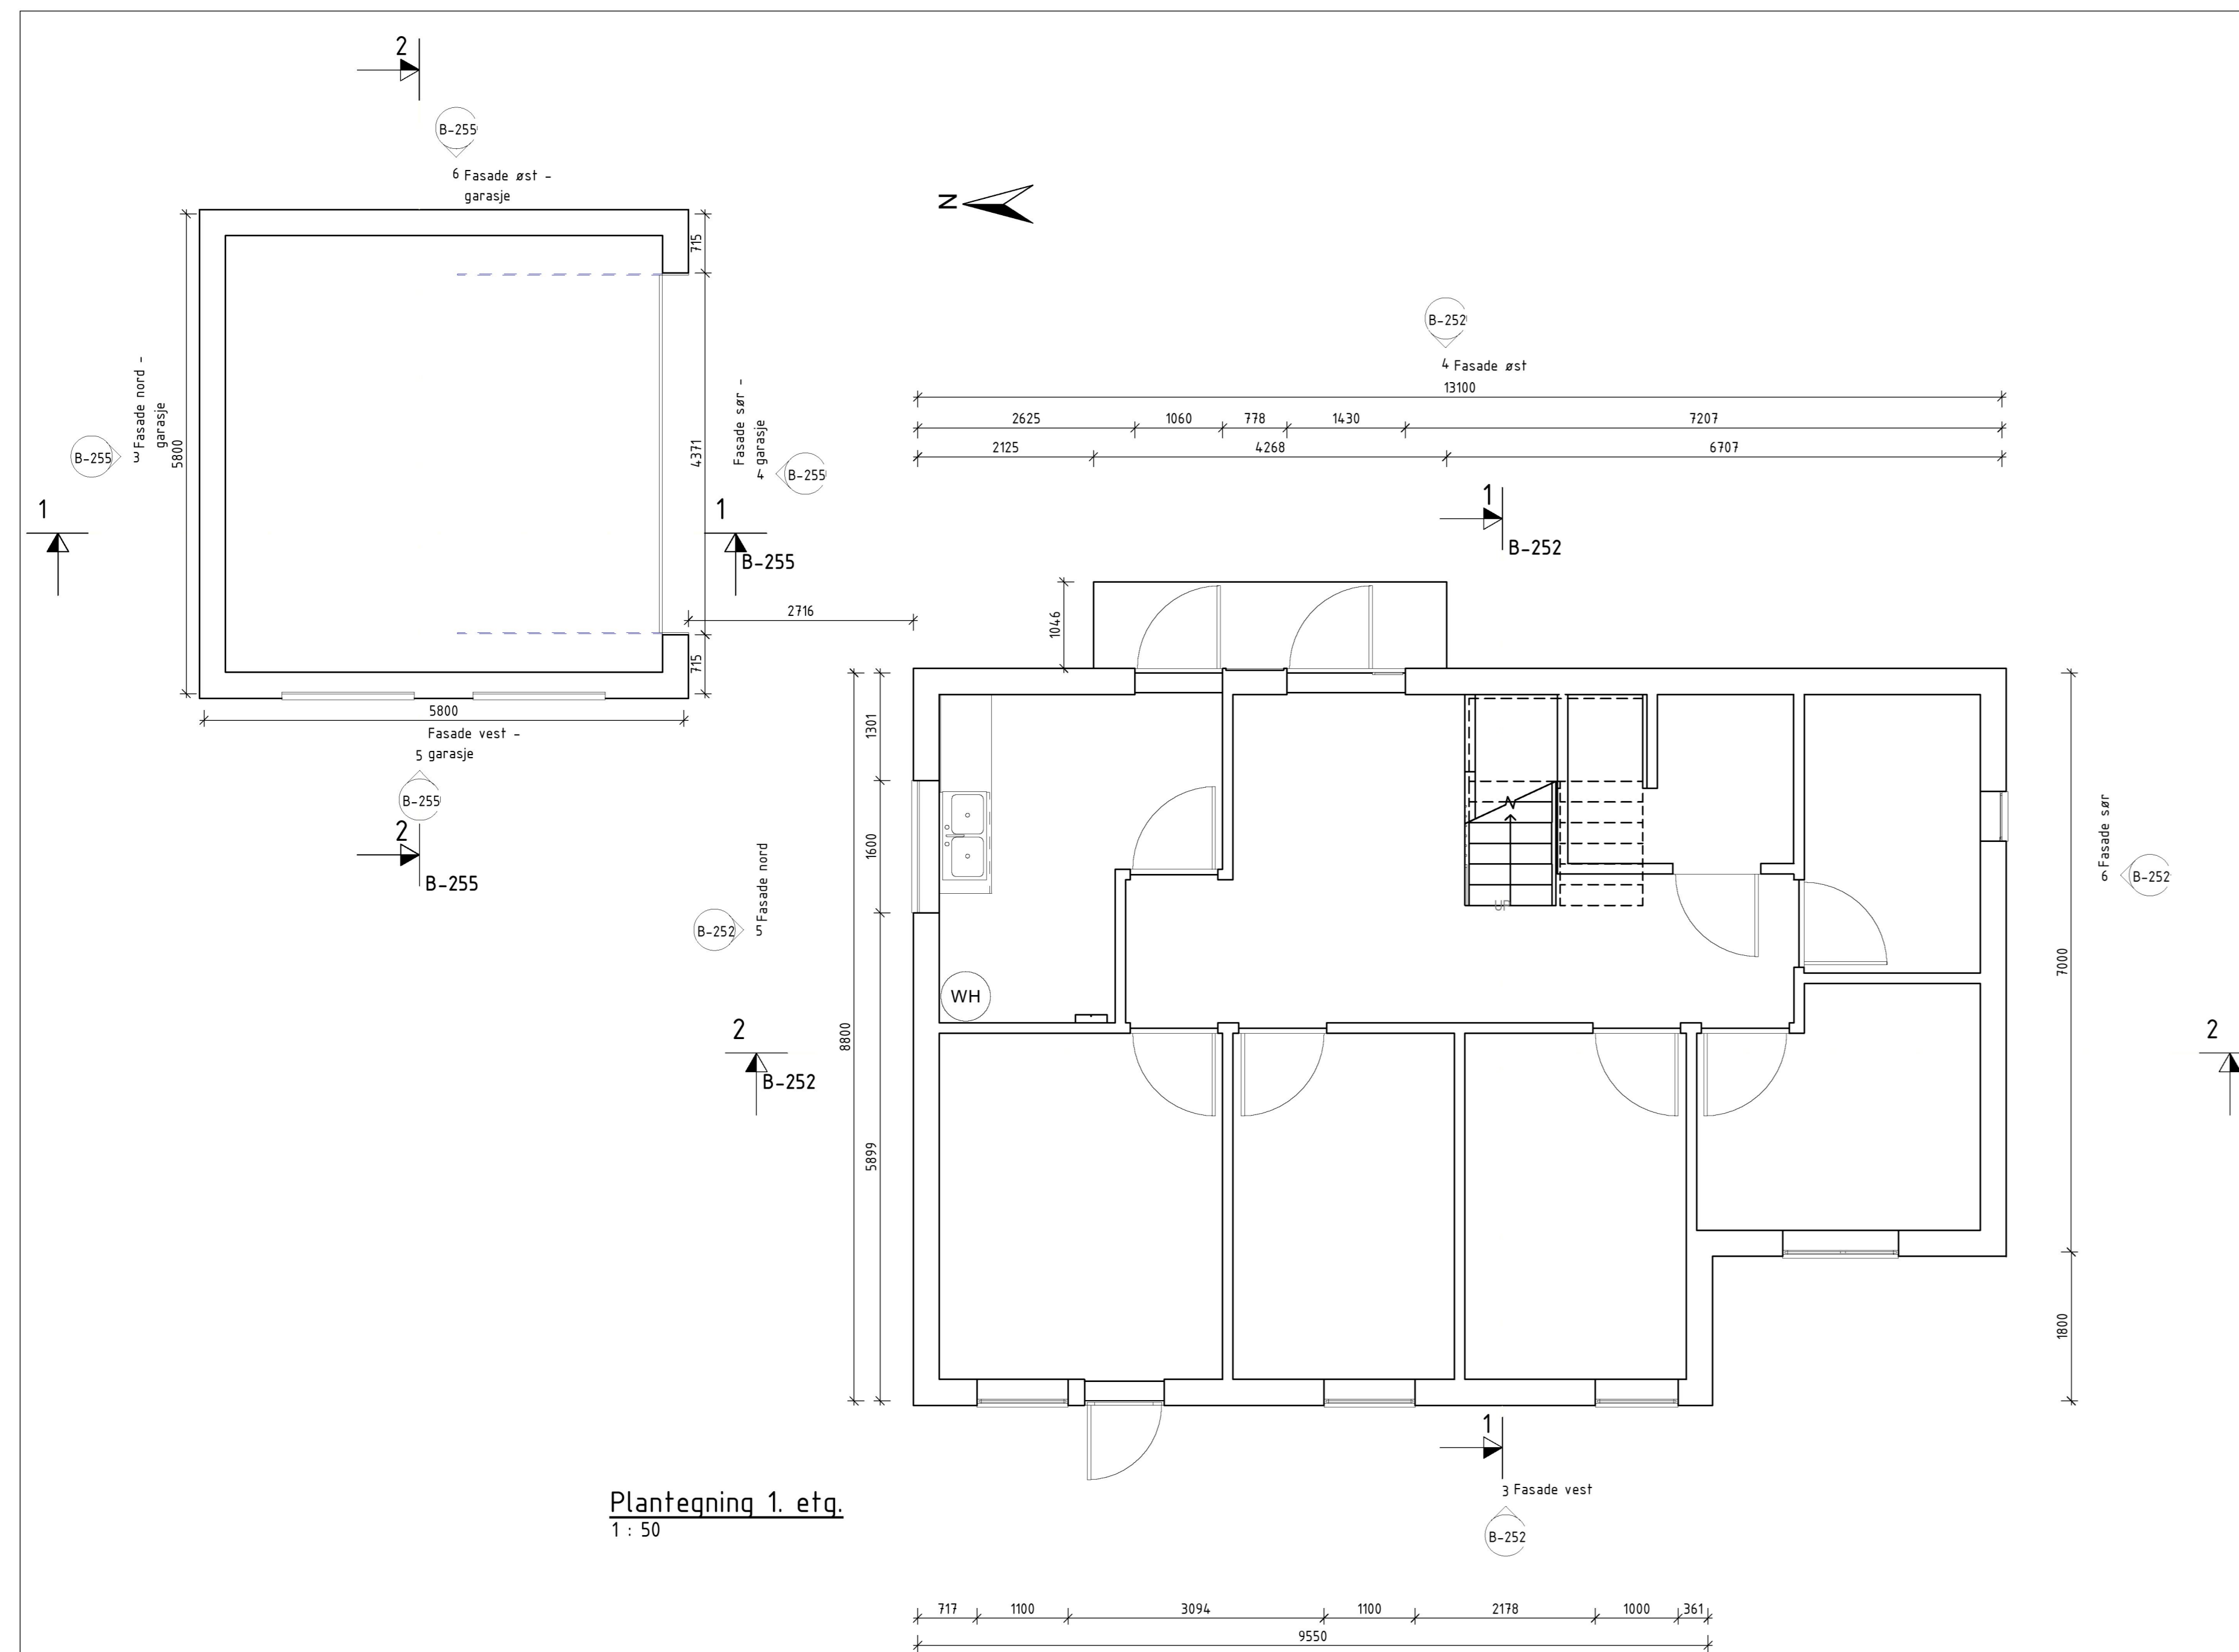 2
B-255
6 Fasade øst -
garasje
N
715
5800
3 Fasade nord -
garasje
B-255
4371
Fasade sør -
4 garasje
B-255
1
1
B-255
2716
715
5800
Fasade vest -
5 garasje
B-255
2
B-255
B-252
4 Fasade øst
13100
2625
1060
778
1430
7207
2125
4268
6707
1
B-252
1046
1301
1600
8800
5899
5 Fasade nord
B-252
2
B-252
WH
UP
6 Fasade sør
B-252
7000
2
1800
1
3 Fasade vest
B-252
Plantegning 1. etg.
1 : 50
717
1100
3094
1100
2178
1000
361
9550